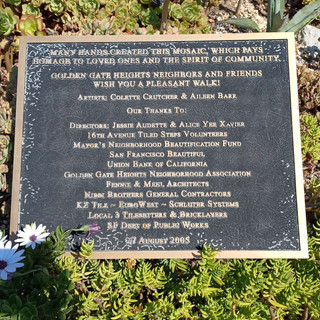 MANY HANDS CREATED THIS MOSAIC, WHICH PAYS
HOMAGE TO LOVED ONES AND THE SPIRIT OF COMMUNITY.
GOLDEN GATE HEIGHTS NEIGHBORS AND FRIENDS
WISH YOU A PLEASANT WALK!
ARTISTS: COLETTE CRUTCHER & AILEEN BARR
OUR THANKS TO:
DIRECTORS: JESSIE AUDETTE & ALICE YEE XAVIER
16TH AVENUE TILED STEPS VOLUNTEERS
MAYOR'S NEIGHBORHOOD BEAUTIFICATION FUND
SAN FRANCISCO BEAUTIFUL
UNION BANK OF CALIFORNIA
GOLDEN GATE HEIGHTS NEIGHBORHOOD ASSOCIATION
FENNIE & MEHL ARCHITECTS
NIBBI BROTHERS GENERAL CONTRACTORS
KZ TILE ~ EUROWEST ~ SCHLUTER SYSTEMS
LOCAL 3 TILESETTERS & BRICKLAYERS
SF DEPT OF PUBLIC WORKS
27 AUGUST 2005